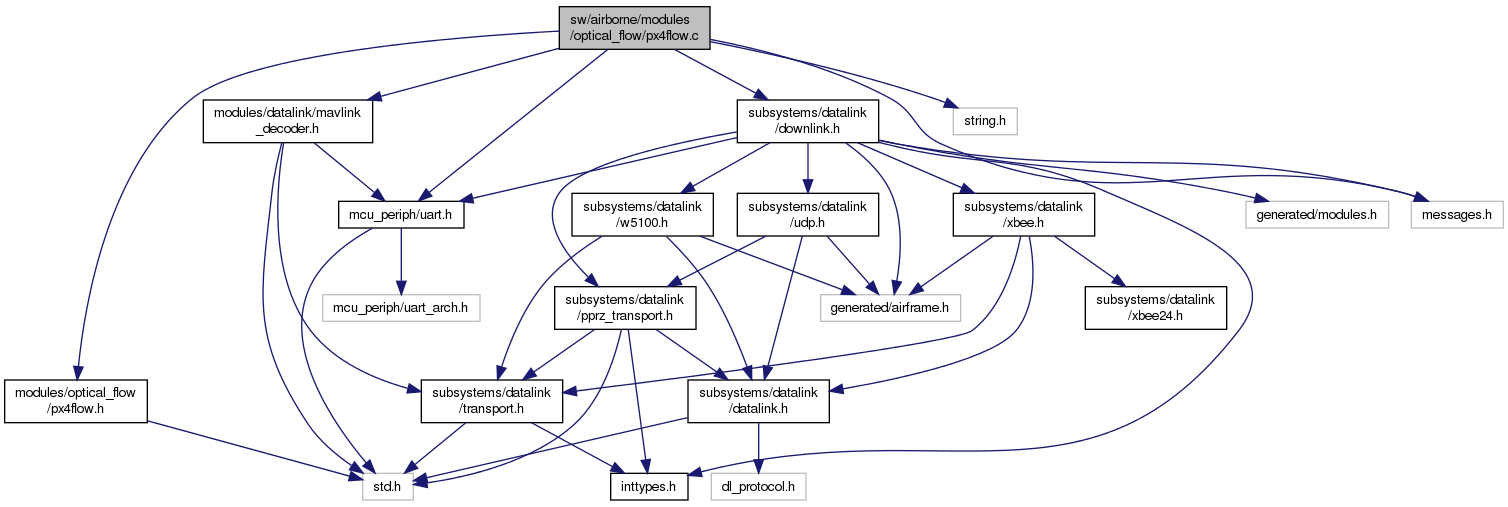 sw/airborne/modules
/optical_flow/px4flow.c
modules/datalink/mavlink
_decoder.h
subsystems/datalink
/downlink.h
string.h
mcu_periph/uart.h
subsystems/datalink
/w5100.h
subsystems/datalink
/udp.h
subsystems/datalink
/xbee.h
generated/modules.h
messages.h
mcu_periph/uart_arch.h
subsystems/datalink
/pprz_transport.h
generated/airframe.h
subsystems/datalink
/xbee24.h
modules/optical_flow
/px4flow.h
subsystems/datalink
/transport.h
subsystems/datalink
/datalink.h
std.h
inttypes.h
dl_protocol.h